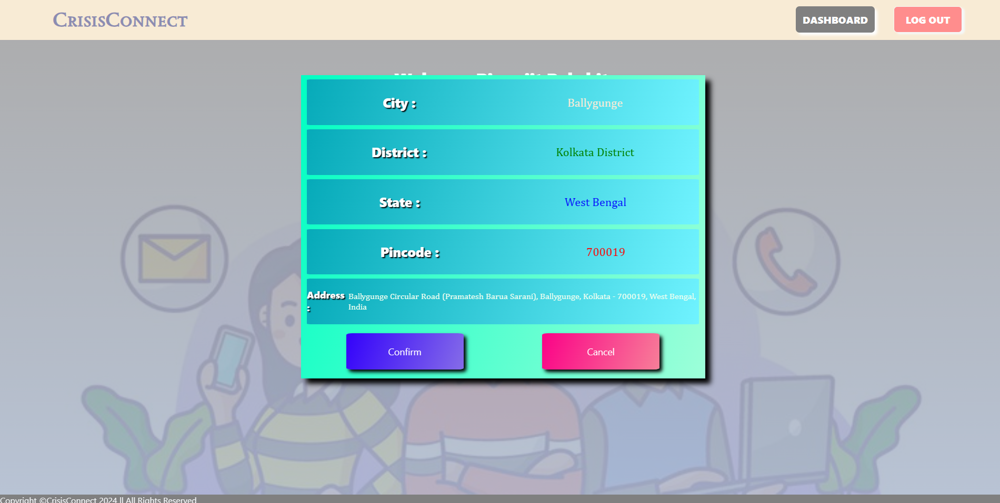 CrisisConnect
DASHBOARD
LOG OUT
City :
Ballygunge
District :
Kolkata District
State :
West Bengal
Pincode :
700019
Address
:
Ballygunge Circular Road (Pramatesh Barua Sarani), Ballygunge, Kolkata - 700019, West Bengal,
India
Confirm
Cancel
Copyright ©CrisisConnect 2024 ll All Rights Reserved